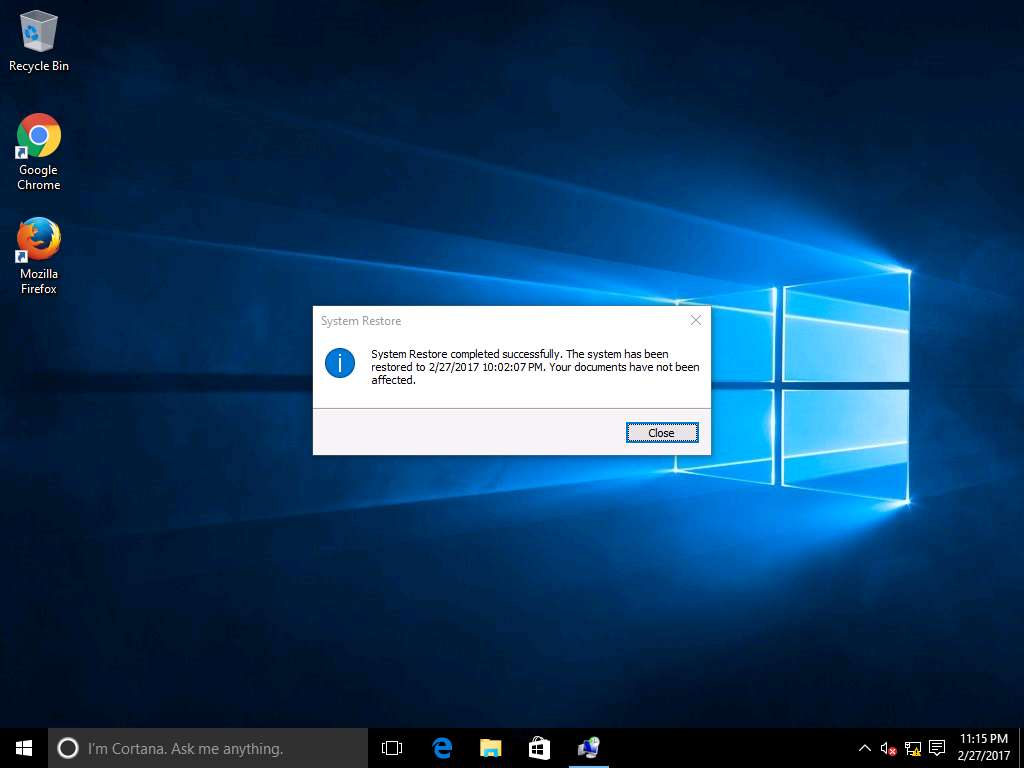 Recycle Bin
Google
Chrome
Mozilla
Firefox
System Restore
System Restore completed successfully. The system has been
restored to 2/27/2017 10:02:07 PM. Your documents have not been
affected.
Close
I'm Cortana. Ask me anything.
11:15 PM
2/27/2017